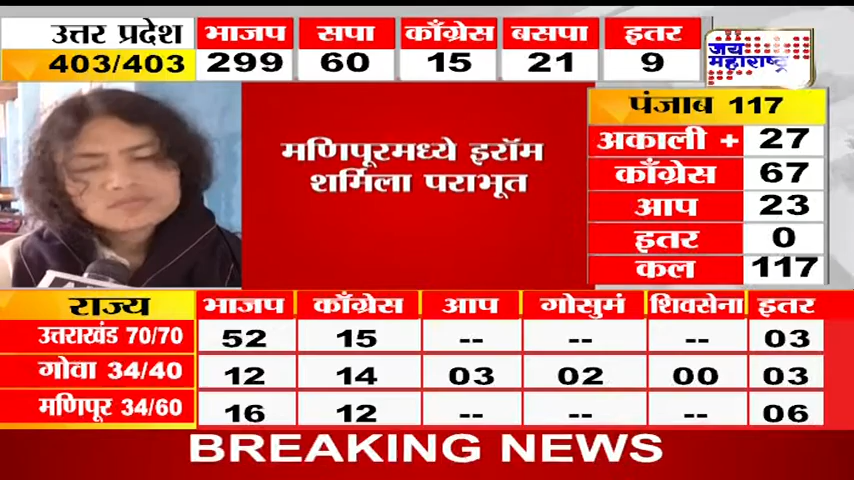 उत्तर प्रदेश भाजपा सपा काँग्रेस बसपा इतर
403/403 299 60 15 21 9
जय महाराष्ट्र
मणिपूरमध्ये इरॉम
शर्मिला पराभूत
पंजाब 117
अकाली + 27
काँग्रेस 67
आप 23
इतर 0
कल 117
राज्य भाजप काँग्रेस आप गोसुमं शिवसेना इतर
उत्तराखंड 70/70 52 15 -- -- -- 03
गोवा 34/40 12 14 03 02 00 03
मणिपूर 34/60 16 12 -- -- -- 06
BREAKING NEWS